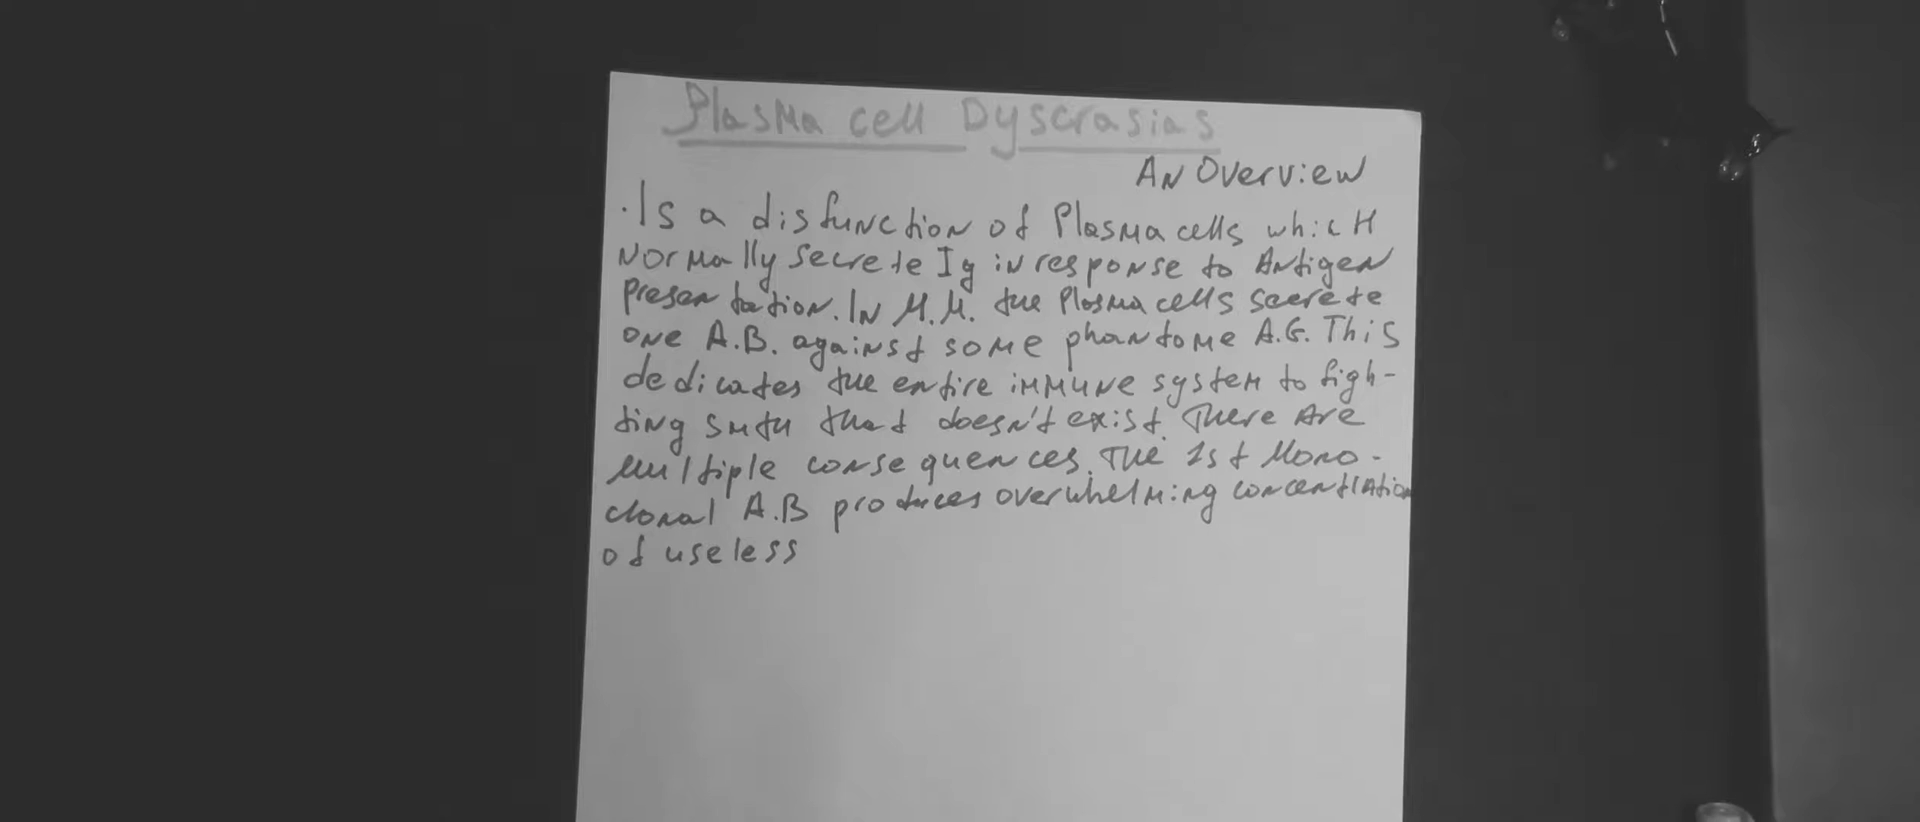 Plasma cell Dyscrasias
An Overview
. Is a disfunction of Plasma cells which
Normally secrete Ig in response to Antigen
presentation. In M.M. the Plasma cells secrete
one A.B. against some phantome A.G. This
dedicates the entire immune system to figh-
ting smth that doesn't exist. There Are
multiple consequences. The 1st Mono-
clonal A.B produces overwhelming concentration
of useless